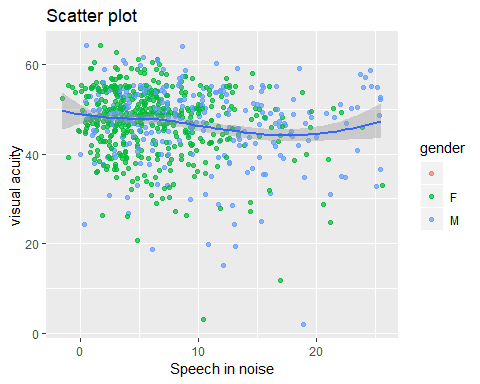 Scatter plot
60
40
20
0
visual acuity
0 10 20
Speech in noise
gender
F
M